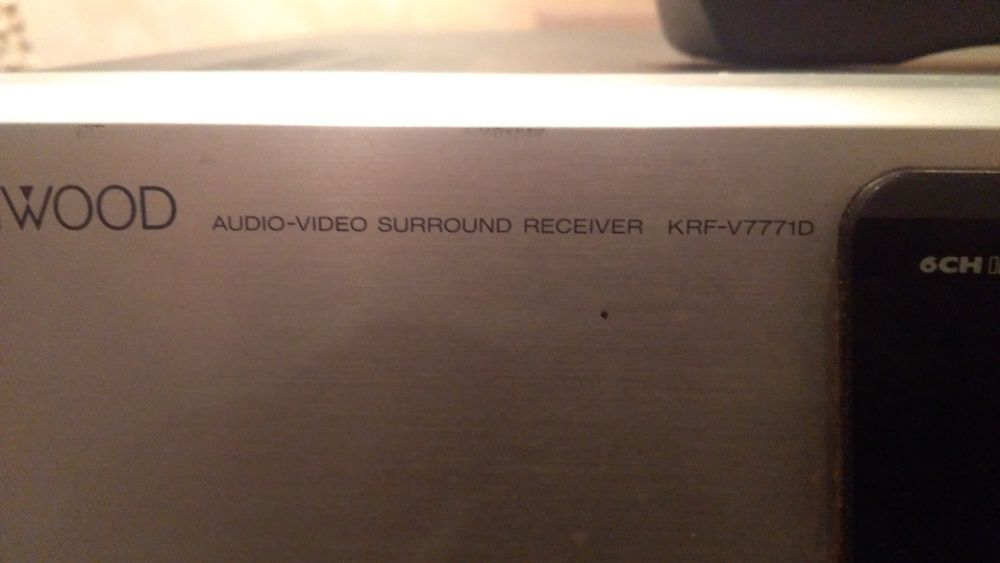 WOOD AUDIO-VIDEO SURROUND RECEIVER KRF-V7771D
6CH